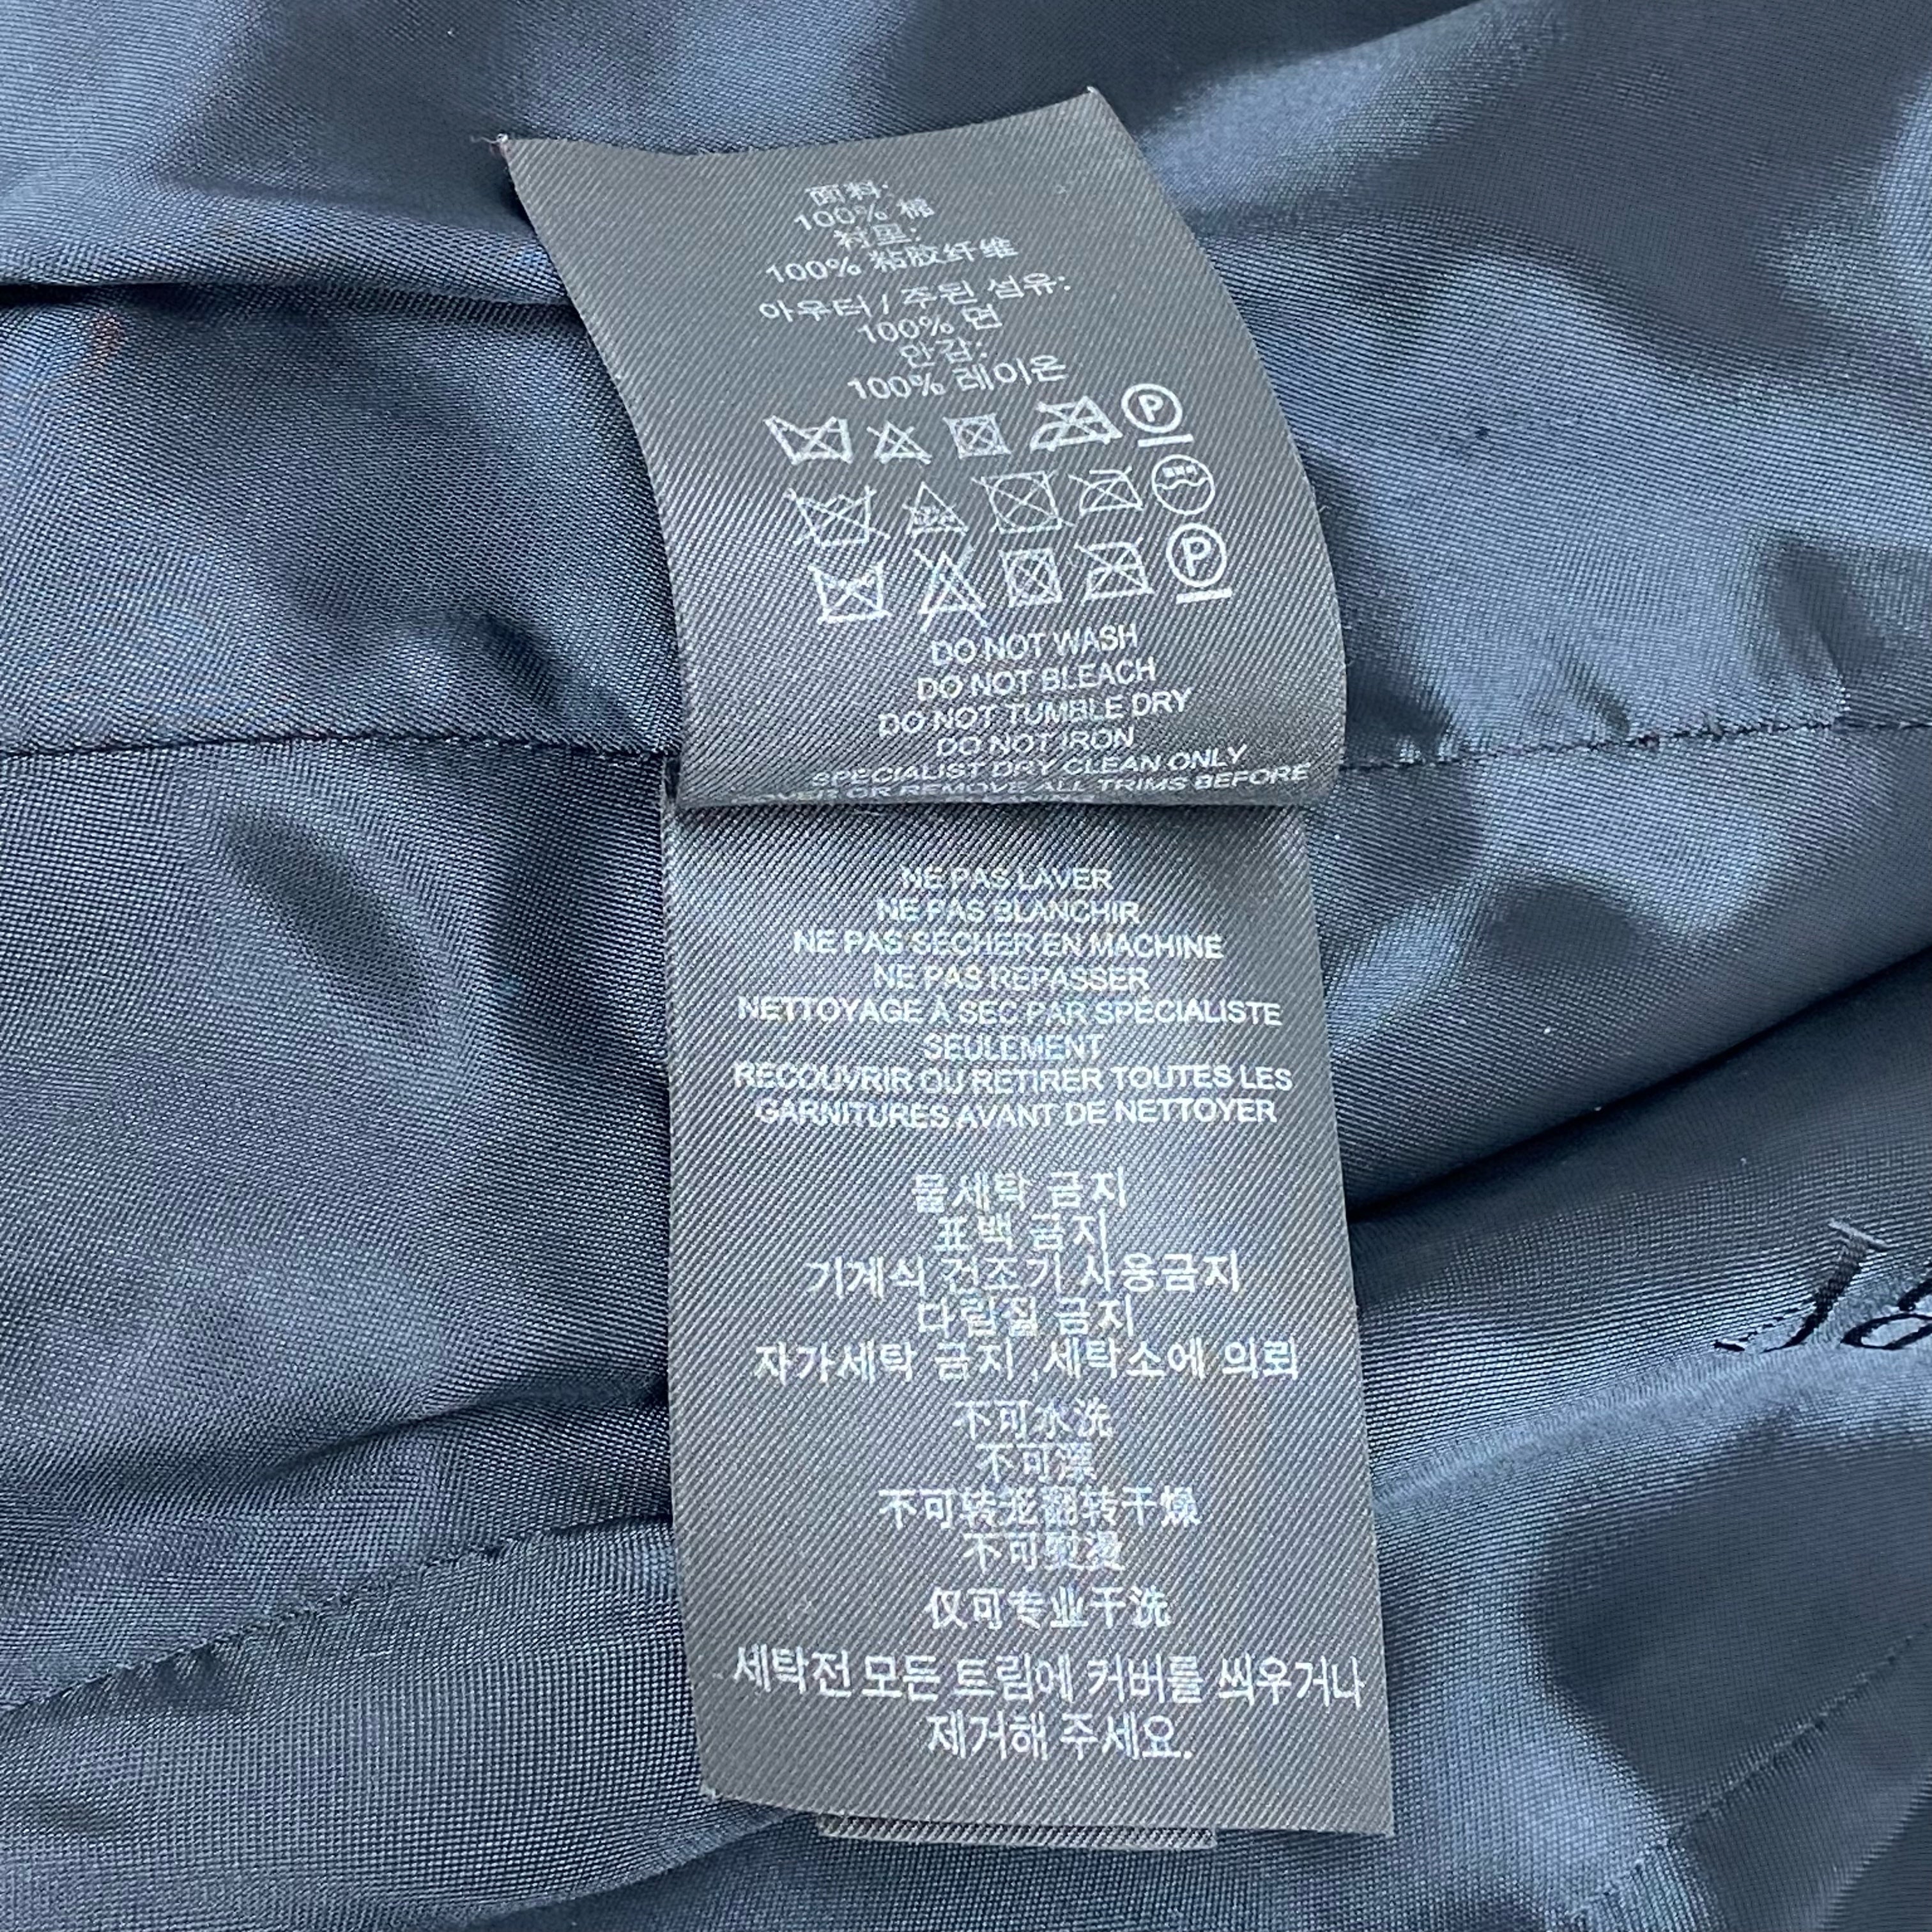 面料:
100% 棉
衬里:
100% 粘胶纤维
아우터 / 주된 섬유:
100% 면
안감:
100% 레이온
P
P
DO NOT WASH
DO NOT BLEACH
DO NOT TUMBLE DRY
DO NOT IRON
SPECIALIST DRY CLEAN ONLY
OR REMOVE ALL TRIMS BEFORE
NE PAS LAVER
NE PAS BLANCHIR
NE PAS SÉCHER EN MACHINE
NE PAS REPASSER
NETTOYAGE À SEC PAR SPÉCIALISTE
SEULEMENT
RECOUVRIR OU RETIRER TOUTES LES
GARNITURES AVANT DE NETTOYER
물세탁 금지
표백 금지
기계식 건조기 사용금지
다림질 금지
자가세탁 금지 ,세탁소에 의뢰
不可水洗
不可漂
不可转龙翻转干燥
不可熨烫
仅可专业干洗
세탁전 모든 트림에 커버를 씌우거나
제거해 주세요.